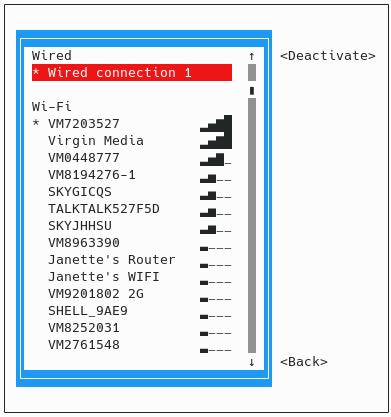 Wired ↑ <Deactivate>
* Wired connection 1
Wi-Fi
* VM7203527
Virgin Media
VM0448777
VM8194276-1
SKYGICQS
TALKTALK527F5D
SKYJHHSU
VM8963390
Janette's Router
Janette's WIFI
VM9201802 2G
SHELL_9AE9
VM8252031
VM2761548
↓ <Back>